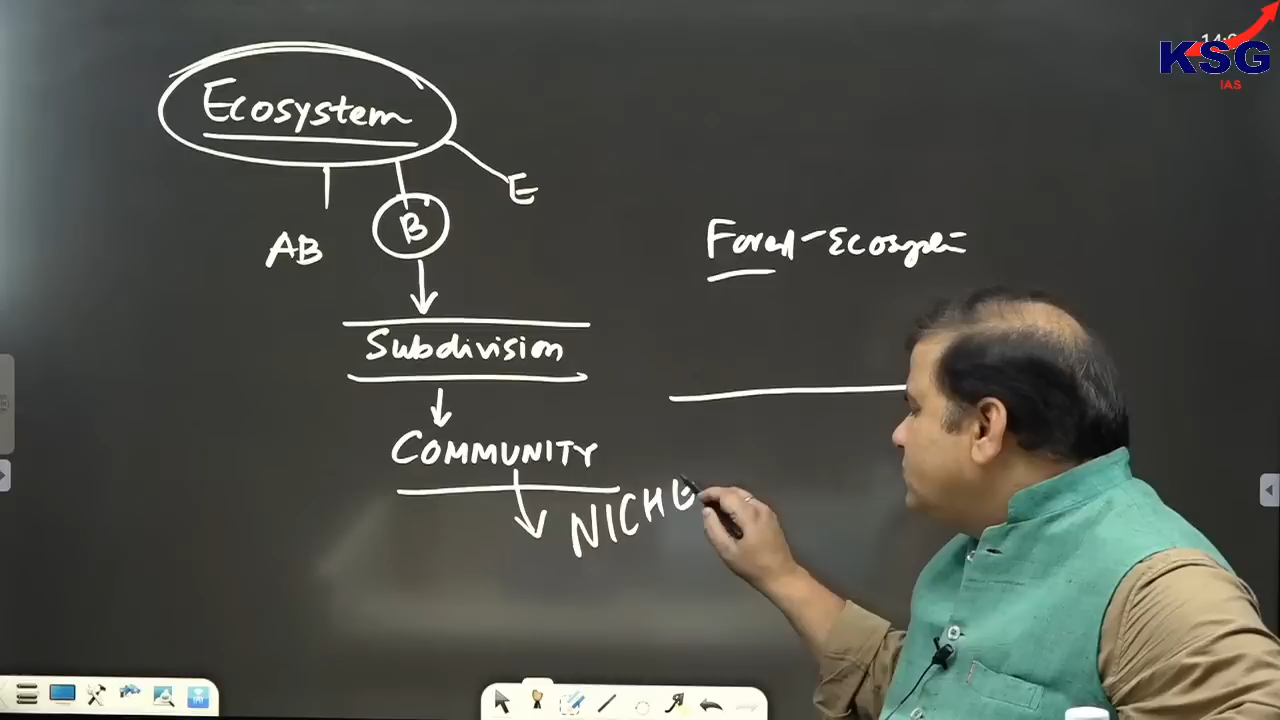 KSG
IAS
Ecosystem
E
AB
B
Forest-Ecosystem
Subdivision
COMMUNITY
NICHE